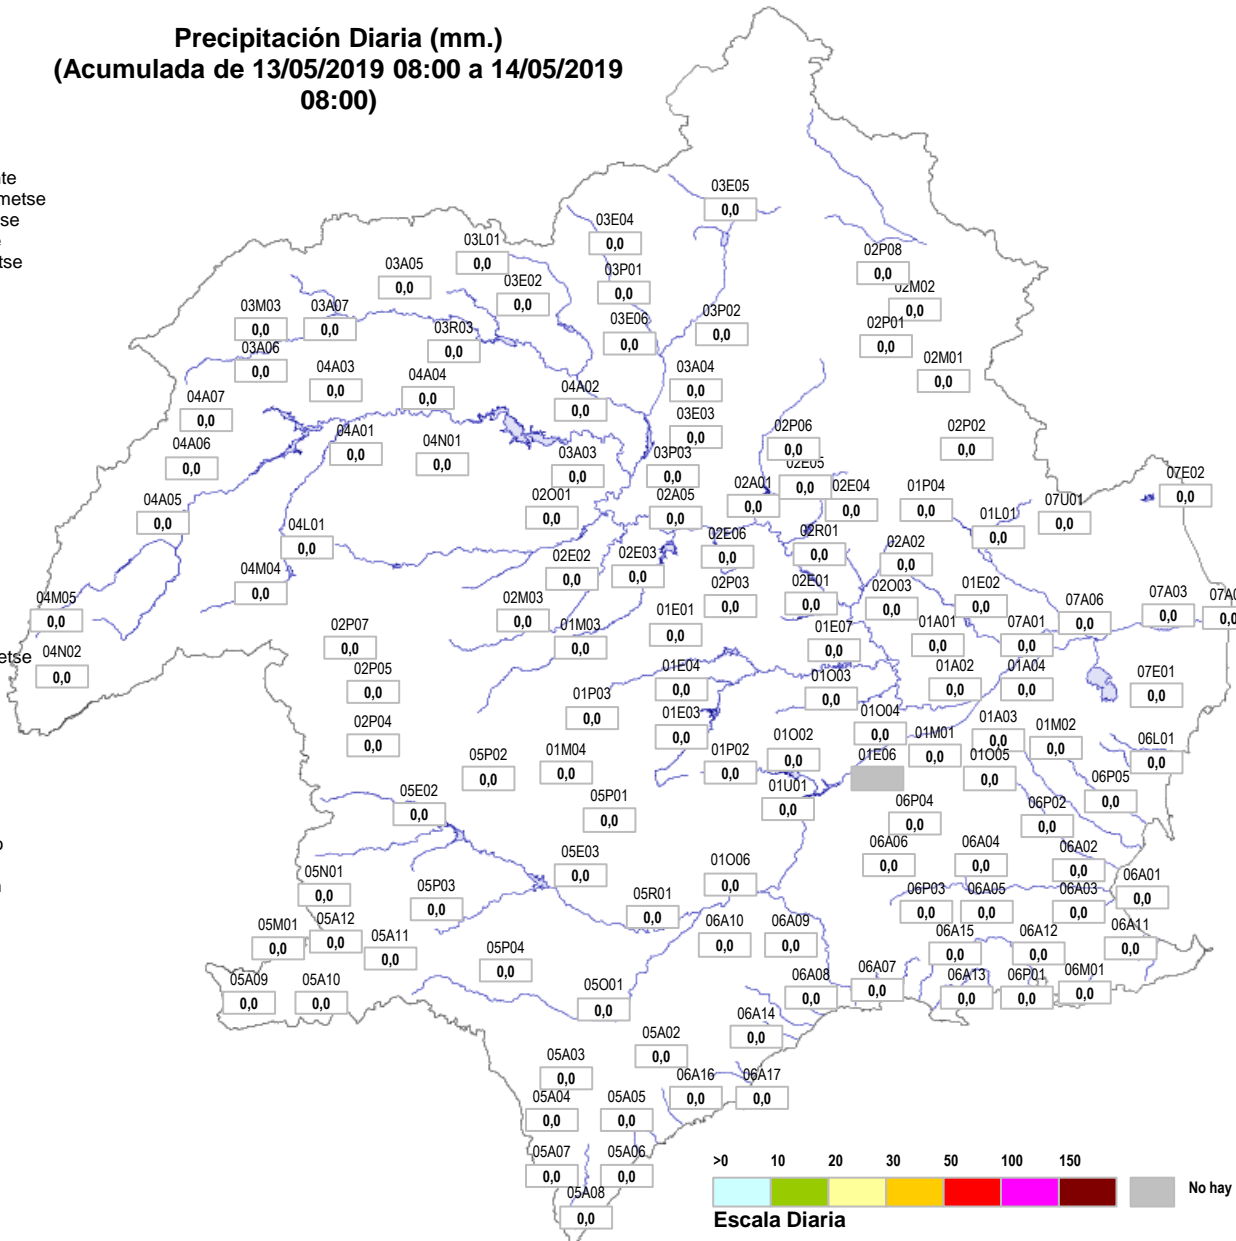 Precipitación Diaria (mm.)
(Acumulada de 13/05/2019 08:00 a 14/05/2019
08:00)
03E05
0,0
03E04
0,0
03L01
0,0
02P08
0,0
03A05
0,0
03P01
0,0
03E02
0,0
02M02
0,0
03M03
0,0
03A07
0,0
03P02
0,0
03E06
0,0
03R03
0,0
02P01
0,0
03A06
0,0
02M01
0,0
04A03
0,0
04A04
0,0
03A04
0,0
04A02
0,0
04A07
0,0
03E03
0,0
04A01
0,0
04N01
0,0
02P06
0,0
02P02
0,0
04A06
0,0
03A03
0,0
03P03
0,0
02E05
0,0
07E02
0,0
02A01
0,0
02E04
0,0
01P04
0,0
04A05
0,0
02O01
0,0
02A05
0,0
07U01
0,0
01L01
0,0
04L01
0,0
02E06
0,0
02R01
0,0
02A02
0,0
02E02
0,0
02E03
0,0
04M04
0,0
02P03
0,0
02E01
0,0
02O03
0,0
01E02
0,0
07A03
0,0
07A0
0,0
04M05
0,0
02M03
0,0
01E01
0,0
07A06
0,0
02P07
0,0
01M03
0,0
01E07
0,0
01A01
0,0
07A01
0,0
etse
04N02
0,0
02P05
0,0
01E04
0,0
01O03
0,0
01A02
0,0
01A04
0,0
07E01
0,0
01P03
0,0
01E03
0,0
01O04
0,0
01A03
0,0
02P04
0,0
01M02
0,0
01O02
0,0
01M01
0,0
06L01
0,0
05P02
0,0
01M04
0,0
01P02
0,0
01E06
01O05
0,0
06P05
0,0
05E02
0,0
05P01
0,0
01U01
0,0
06P04
0,0
06P02
0,0
05E03
0,0
01O06
0,0
06A06
0,0
06A04
0,0
06A02
0,0
05N01
0,0
05P03
0,0
05R01
0,0
06P03
0,0
06A05
0,0
06A03
0,0
06A01
0,0
05M01
0,0
05A12
0,0
05A11
0,0
06A10
0,0
06A09
0,0
06A15
0,0
06A12
0,0
06A11
0,0
05P04
0,0
05A09
0,0
05A10
0,0
05O01
0,0
06A08
0,0
06A07
0,0
06A13
0,0
06P01
0,0
06M01
0,0
06A14
0,0
05A02
0,0
05A03
0,0
06A16
0,0
06A17
0,0
05A04
0,0
05A05
0,0
05A07
0,0
05A06
0,0
05A08
0,0
>0 10 20 30 50 100 150
No hay
Escala Diaria